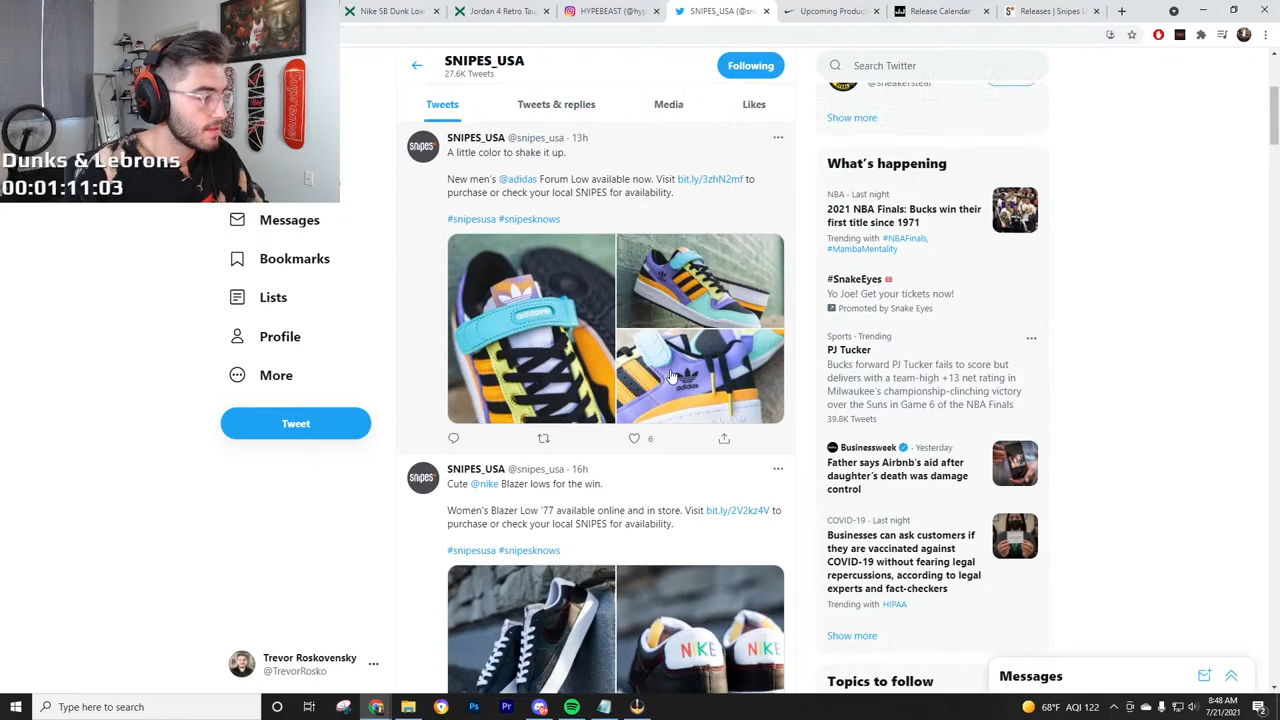 Nike SB Dunk Low
Jordan 4 Retro Tau
HYPEBEAST (@hyp
SNIPES_USA (@sn
Upcoming Produc
Release Calendar
Releases | Snipes U
Dunks & Lebrons
00:01:11:03
SNIPES_USA
27.6K Tweets
Following
Search Twitter
Tweets
Tweets & replies
Media
Likes
@sneakersteal
Show more
Messages
Bookmarks
Lists
Profile
More
Tweet
snipes
SNIPES_USA @snipes_usa · 13h
A little color to shake it up.
New men's @adidas Forum Low available now. Visit bit.ly/3zhN2mf to
purchase or check your local SNIPES for availability.
#snipesusa #snipesknows
adidas
adidas
6
snipes
SNIPES_USA @snipes_usa · 16h
Cute @nike Blazer lows for the win.
Women's Blazer Low '77 available online and in store. Visit bit.ly/2V2kz4V to
purchase or check your local SNIPES for availability.
#snipesusa #snipesknows
NIKE
NIKE
What's happening
NBA · Last night
2021 NBA Finals: Bucks win their
first title since 1971
Trending with #NBAFinals,
#MambaMentality
#SnakeEyes
Yo Joe! Get your tickets now!
Promoted by Snake Eyes
Sports · Trending
PJ Tucker
Bucks forward PJ Tucker fails to score but
delivers with a team-high +13 net rating in
Milwaukee's championship-clinching victory
over the Suns in Game 6 of the NBA Finals
39.8K Tweets
Businessweek · Yesterday
Father says Airbnb's aid after
daughter's death was damage
control
COVID-19 · Last night
Businesses can ask customers if
they are vaccinated against
COVID-19 without fearing legal
repercussions, according to legal
experts and fact-checkers
Trending with HIPAA
Show more
Topics to follow
Trevor Roskovensky
@TrevorRosko
Messages
Type here to search
68°F AQI 122
8:48 AM
7/21/2021
Supreme